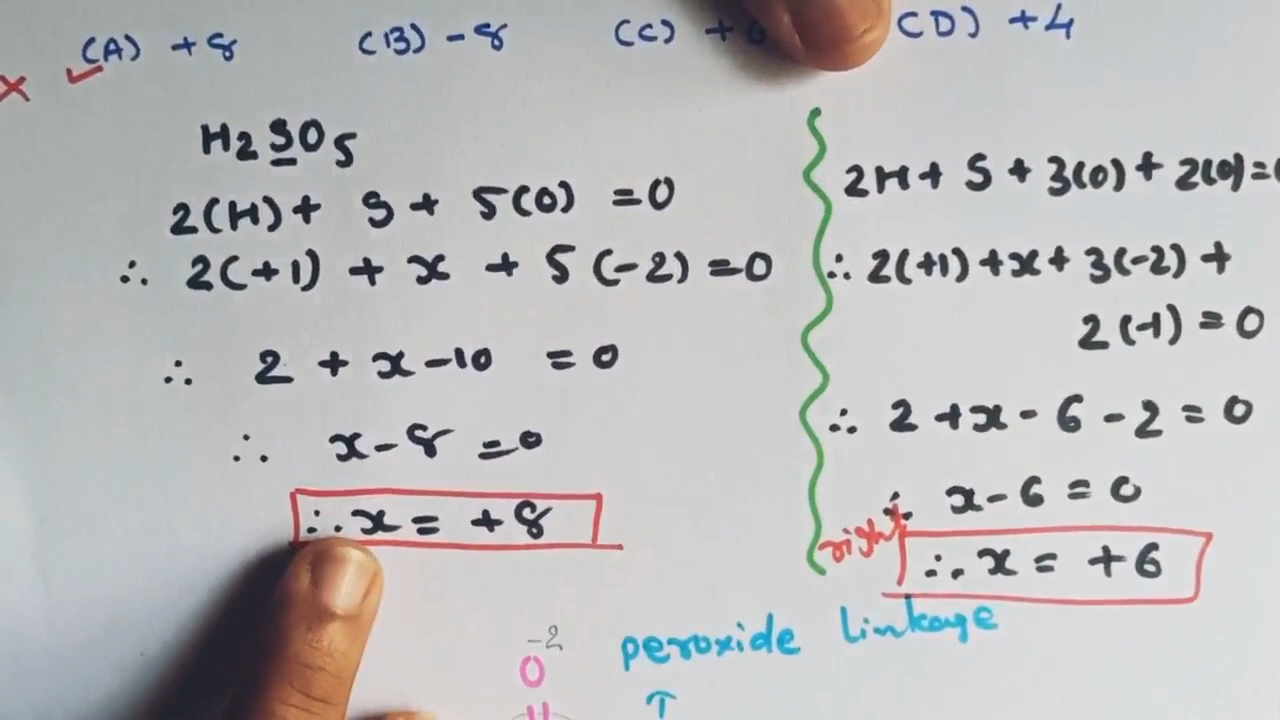 (A) +8 (B) -8 (C) + (D) +4
H2SO5
2(H) + S + 5(O) = 0
∴ 2(+1) + x + 5(-2) = 0
∴ 2 + x - 10 = 0
∴ x - 8 = 0
∴ x = +8
2H + S + 3(O) + 2(O) =
∴ 2(+1) + x + 3(-2) +
2(-1) = 0
∴ 2 + x - 6 - 2 = 0
∴ x - 6 = 0
right
∴ x = +6
peroxide linkage
-2
O